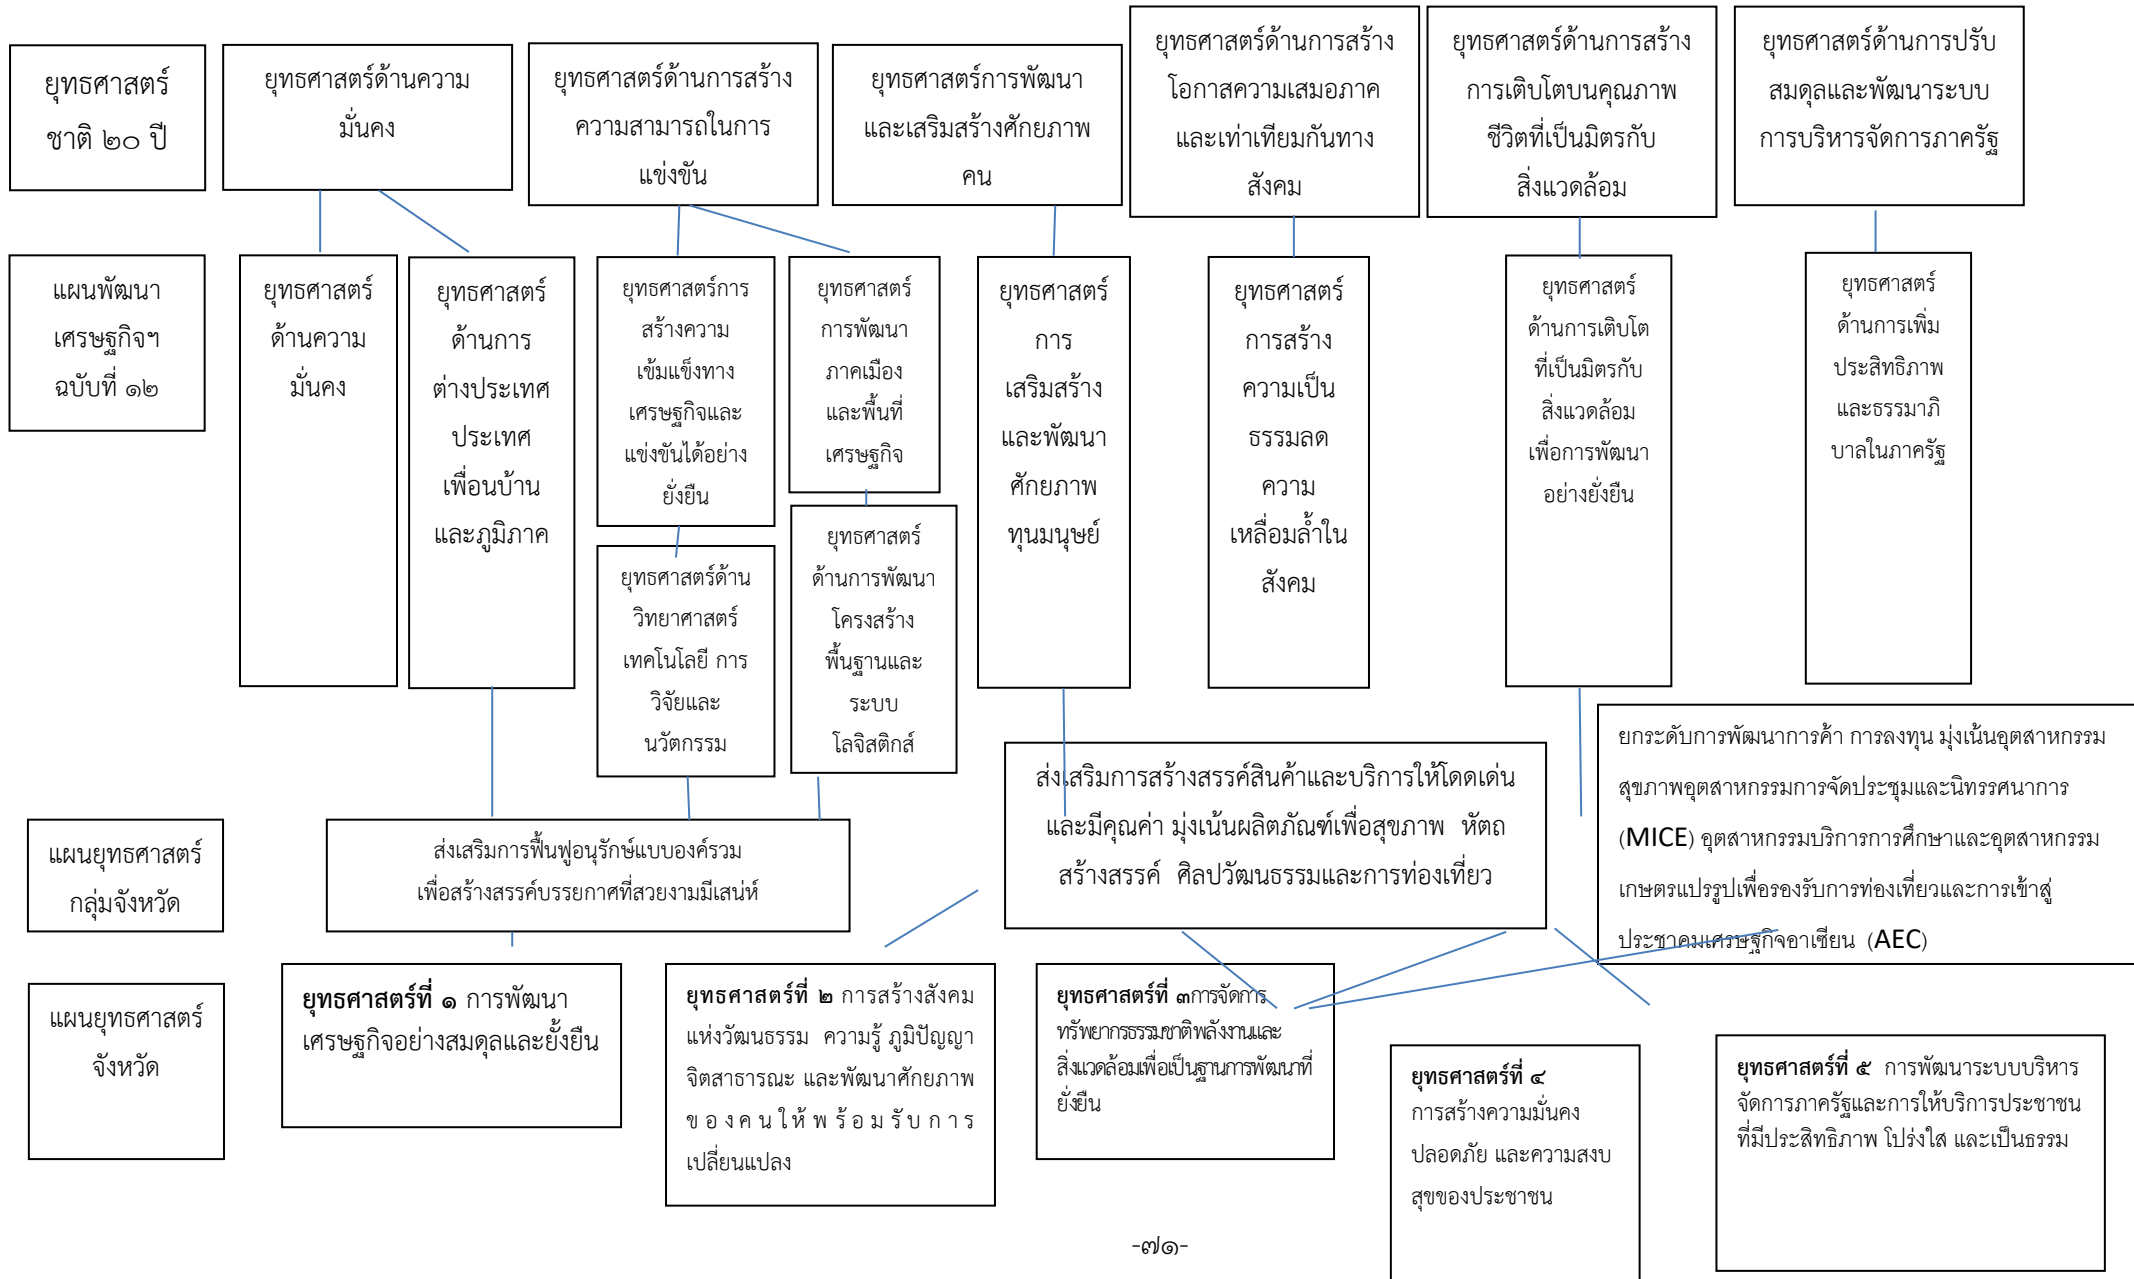 ยุทธศาสตร์
ชาติ ๒๐ ปี
ยุทธศาสตร์ด้านความ
มั่นคง
ยุทธศาสตร์ด้านการสร้าง
ความสามารถในการ
แข่งขัน
ยุทธศาสตร์การพัฒนา
และเสริมสร้างศักยภาพ
คน
ยุทธศาสตร์ด้านการสร้าง
โอกาสความเสมอภาค
และเท่าเทียมกันทาง
สังคม
ยุทธศาสตร์ด้านการสร้าง
การเติบโตบนคุณภาพ
ชีวิตที่เป็นมิตรกับ
สิ่งแวดล้อม
ยุทธศาสตร์ด้านการปรับ
สมดุลและพัฒนาระบบ
การบริหารจัดการภาครัฐ
แผนพัฒนา
เศรษฐกิจฯ
ฉบับที่ ๑๒
ยุทธศาสตร์
ด้านความ
มั่นคง
ยุทธศาสตร์
ด้านการ
ต่างประเทศ
ประเทศ
เพื่อนบ้าน
และภูมิภาค
ยุทธศาสตร์การ
สร้างความ
เข้มแข็งทาง
เศรษฐกิจและ
แข่งขันได้อย่าง
ยั่งยืน
ยุทธศาสตร์
การพัฒนา
ภาคเมือง
และพื้นที่
เศรษฐกิจ
ยุทธศาสตร์
การ
เสริมสร้าง
และพัฒนา
ศักยภาพ
ทุนมนุษย์
ยุทธศาสตร์
การสร้าง
ความเป็น
ธรรมลด
ความ
เหลื่อมล้ำใน
สังคม
ยุทธศาสตร์
ด้านการเติบโต
ที่เป็นมิตรกับ
สิ่งแวดล้อม
เพื่อการพัฒนา
อย่างยั่งยืน
ยุทธศาสตร์
ด้านการเพิ่ม
ประสิทธิภาพ
และธรรมาภิ
บาลในภาครัฐ
ยุทธศาสตร์ด้าน
วิทยาศาสตร์
เทคโนโลยี การ
วิจัยและ
นวัตกรรม
ยุทธศาสตร์
ด้านการพัฒนา
โครงสร้าง
พื้นฐานและ
ระบบ
โลจิสติกส์
แผนยุทธศาสตร์
กลุ่มจังหวัด
ส่งเสริมการฟื้นฟูอนุรักษ์แบบองค์รวม
เพื่อสร้างสรรค์บรรยกาศที่สวยงามมีเสน่ห์
ส่งเสริมการสร้างสรรค์สินค้าและบริการให้โดดเด่น
และมีคุณค่า มุ่งเน้นผลิตภัณฑ์เพื่อสุขภาพ หัตถ
สร้างสรรค์ ศิลปวัฒนธรรมและการท่องเที่ยว
ยกระดับการพัฒนาการค้า การลงทุน มุ่งเน้นอุตสาหกรรม
สุขภาพอุตสาหกรรมการจัดประชุมและนิทรรศนาการ
(MICE) อุตสาหกรรมบริการการศึกษาและอุตสาหกรรม
เกษตรแปรรูปเพื่อรองรับการท่องเที่ยวและการเข้าสู่
ประชาคมเศรษฐกิจอาเซียน (AEC)
แผนยุทธศาสตร์
จังหวัด
ยุทธศาสตร์ที่ ๑ การพัฒนา
เศรษฐกิจอย่างสมดุลและยั้งยืน
ยุทธศาสตร์ที่ ๒ การสร้างสังคม
แห่งวัฒนธรรม ความรู้ ภูมิปัญญา
จิตสาธารณะ และพัฒนาศักยภาพ
ของคนให้พร้อมรับการ
เปลี่ยนแปลง
ยุทธศาสตร์ที่ ๓การจัดการ
ทรัพยากรธรรมชาติพลังงานและ
สิ่งแวดล้อมเพื่อเป็นฐานการพัฒนาที่
ยั่งยืน
ยุทธศาสตร์ที่ ๔
การสร้างความมั่นคง
ปลอดภัย และความสงบ
สุขของประชาชน
ยุทธศาสตร์ที่ ๕ การพัฒนาระบบบริหาร
จัดการภาครัฐและการให้บริการประชาชน
ที่มีประสิทธิภาพ โปร่งใส และเป็นธรรม
-๗๑-